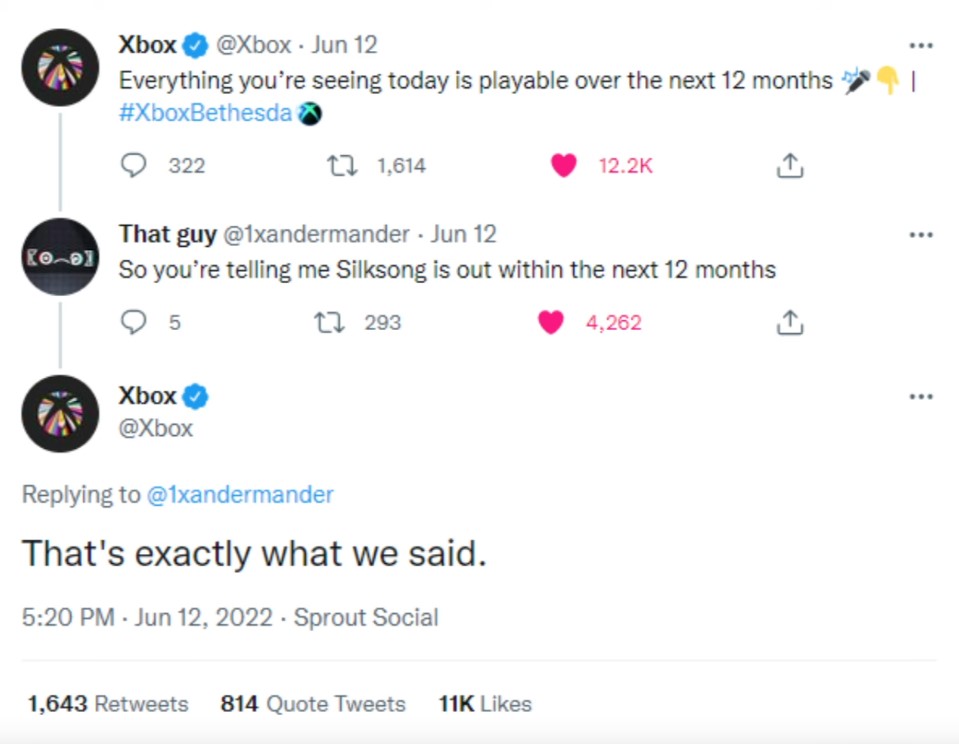 Xbox @Xbox · Jun 12
Everything you’re seeing today is playable over the next 12 months 🎤👇 |
#XboxBethesda
322 1,614 12.2K
That guy @1xandermander · Jun 12
So you’re telling me Silksong is out within the next 12 months
5 293 4,262
Xbox
@Xbox
Replying to @1xandermander
That's exactly what we said.
5:20 PM · Jun 12, 2022 · Sprout Social
1,643 Retweets 814 Quote Tweets 11K Likes